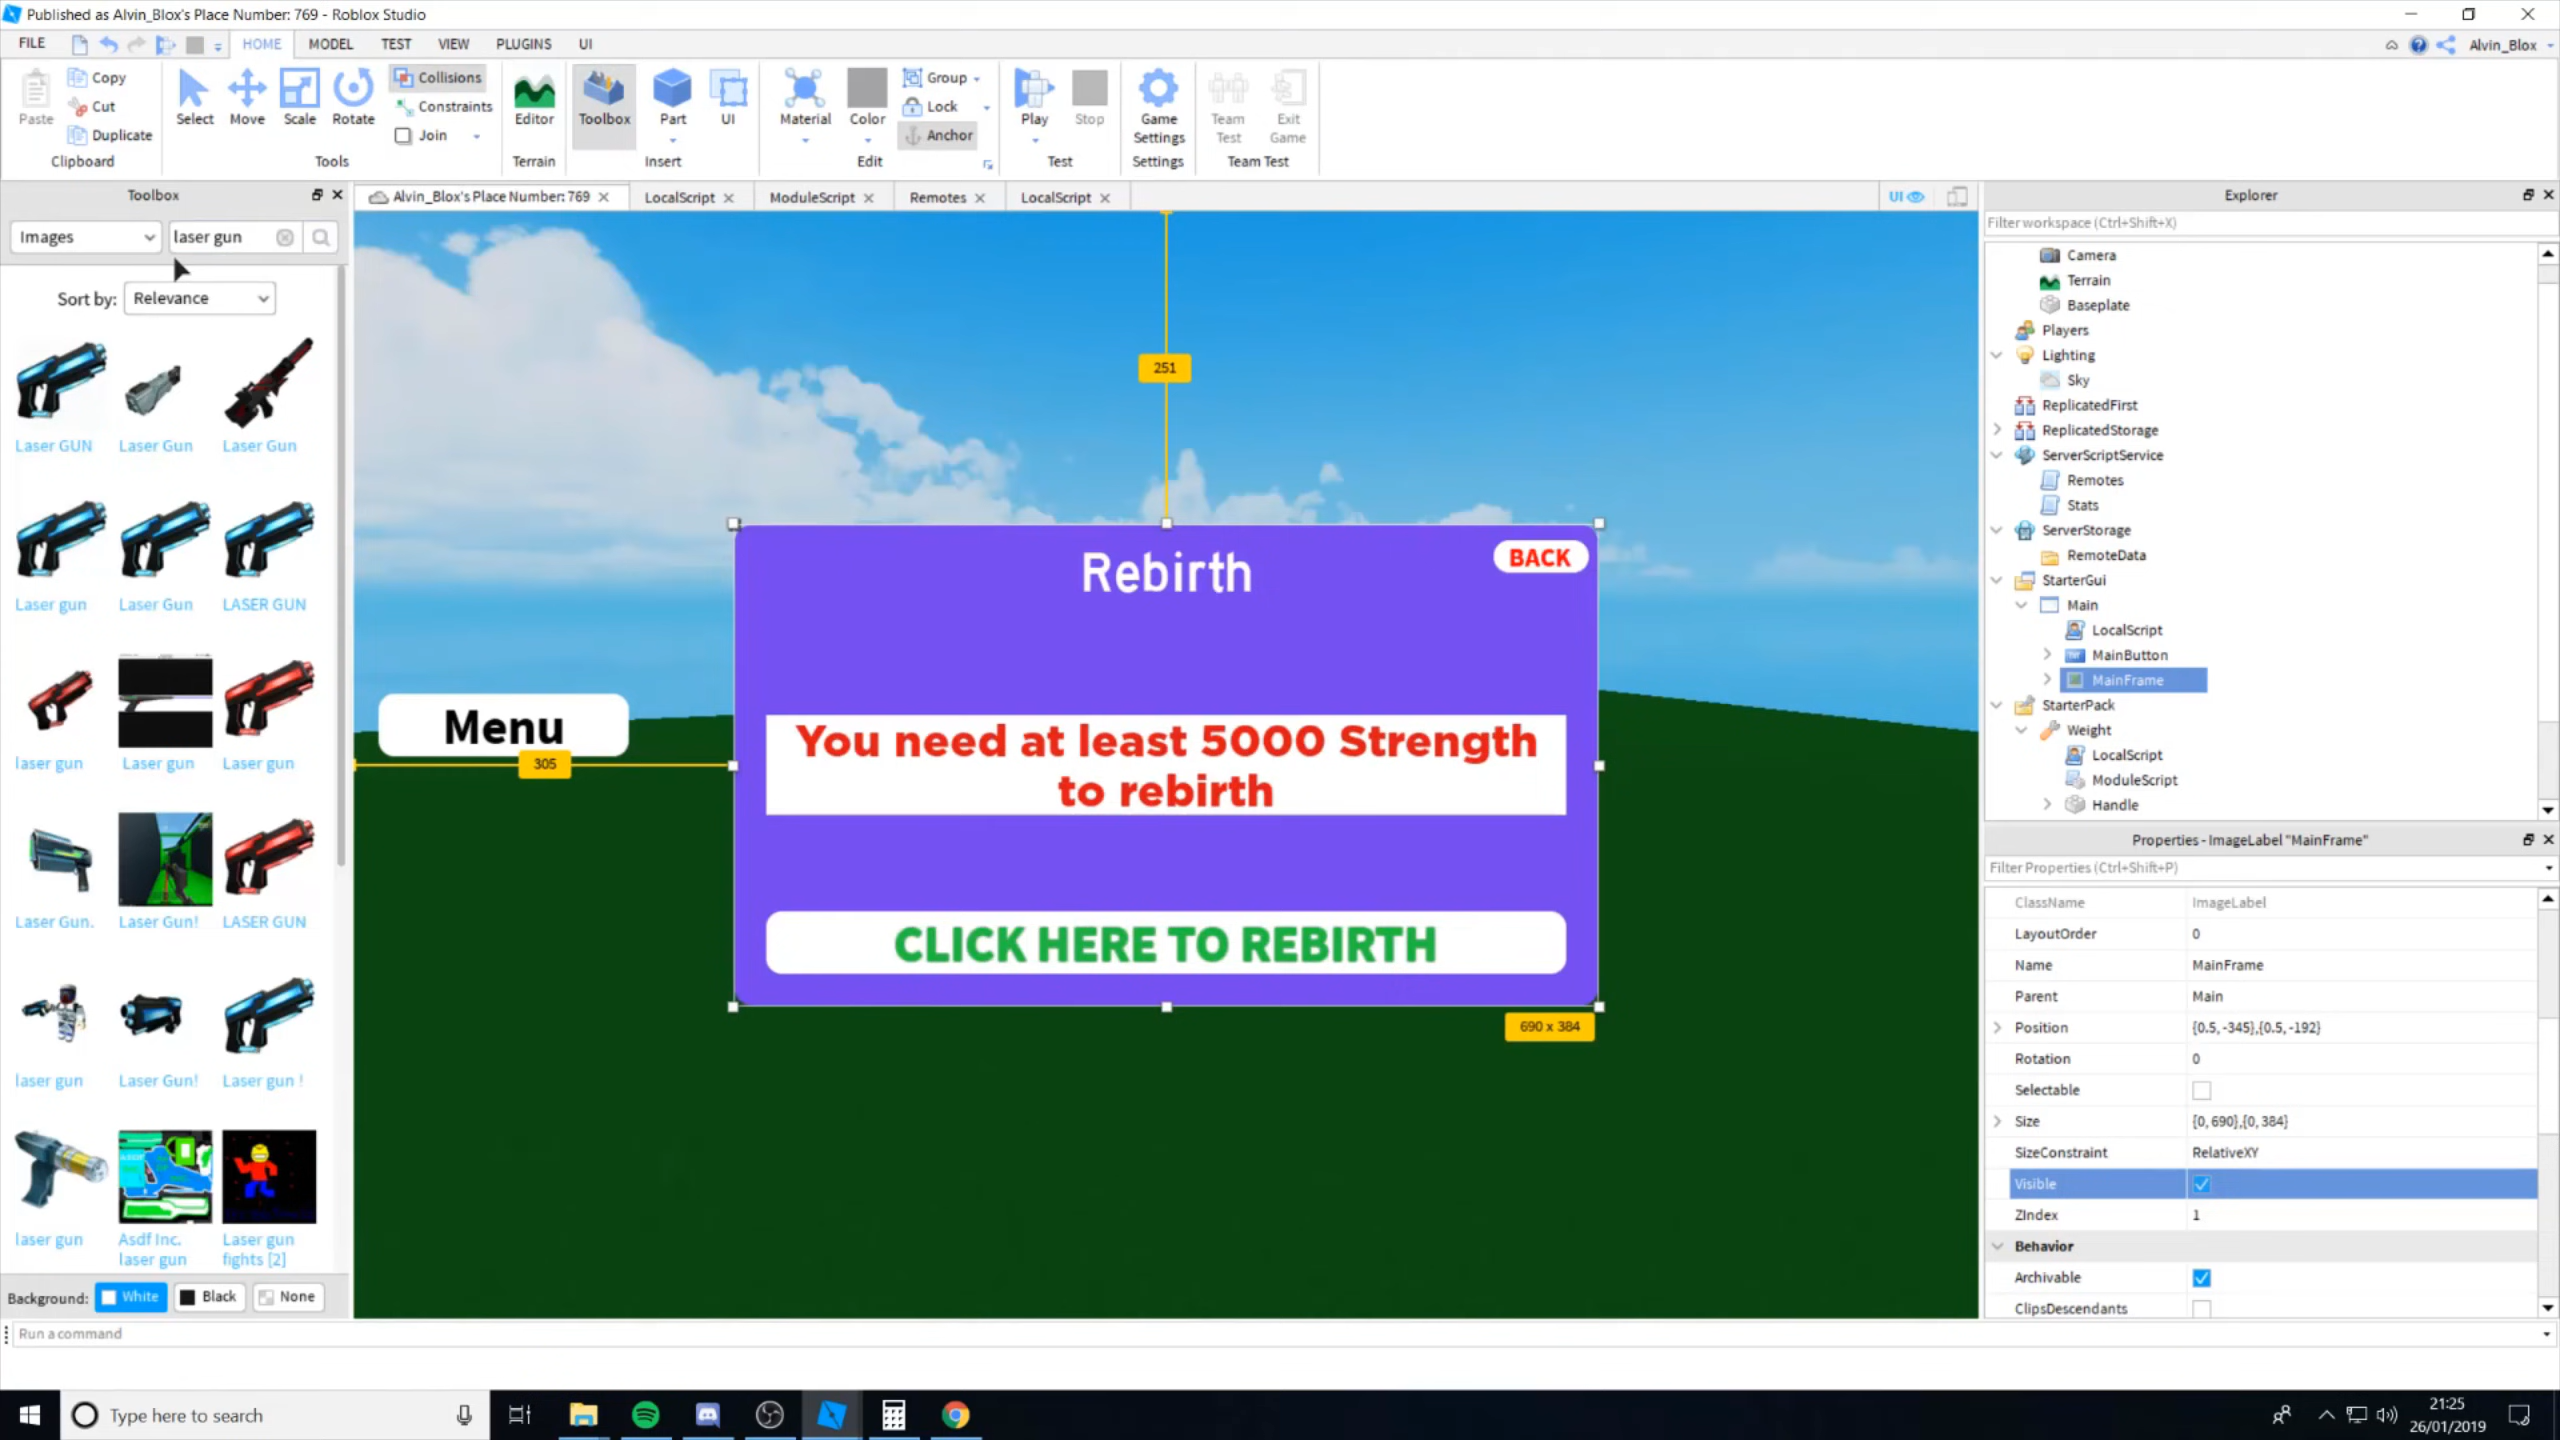 Published as Alvin_Blox's Place Number: 769 - Roblox Studio
FILE HOME MODEL TEST VIEW PLUGINS UI Alvin_Blox
Paste
Copy
Cut
Duplicate
Clipboard
Select
Move
Scale
Rotate
Collisions
Constraints
Join
Tools
Editor
Terrain
Toolbox
Part
UI
Insert
Material
Color
Group
Lock
Anchor
Edit
Play
Stop
Test
Game Settings
Settings
Team Test
Exit Game
Team Test
Toolbox
Images
laser gun
Sort by: Relevance
Laser GUN
Laser Gun
Laser Gun
Laser gun
Laser Gun
LASER GUN
laser gun
Laser gun
Laser gun
Laser Gun.
Laser Gun!
LASER GUN
laser gun
Laser Gun!
Laser gun !
laser gun
Asdf Inc. laser gun
Laser gun fights [2]
Background: White Black None
Alvin_Blox's Place Number: 769
LocalScript
ModuleScript
Remotes
LocalScript
UI
251
Rebirth
BACK
Menu
305
You need at least 5000 Strength
to rebirth
CLICK HERE TO REBIRTH
690 x 384
Explorer
Filter workspace (Ctrl+Shift+X)
Camera
Terrain
Baseplate
Players
Lighting
Sky
ReplicatedFirst
ReplicatedStorage
ServerScriptService
Remotes
Stats
ServerStorage
RemoteData
StarterGui
Main
LocalScript
MainButton
MainFrame
StarterPack
Weight
LocalScript
ModuleScript
Handle
Properties - ImageLabel "MainFrame"
Filter Properties (Ctrl+Shift+P)
ClassName ImageLabel
LayoutOrder 0
Name MainFrame
Parent Main
Position {0.5, -345},{0.5, -192}
Rotation 0
Selectable
Size {0, 690},{0, 384}
SizeConstraint RelativeXY
Visible
ZIndex 1
Behavior
Archivable
ClipsDescendants
Run a command
Type here to search
21:25
26/01/2019